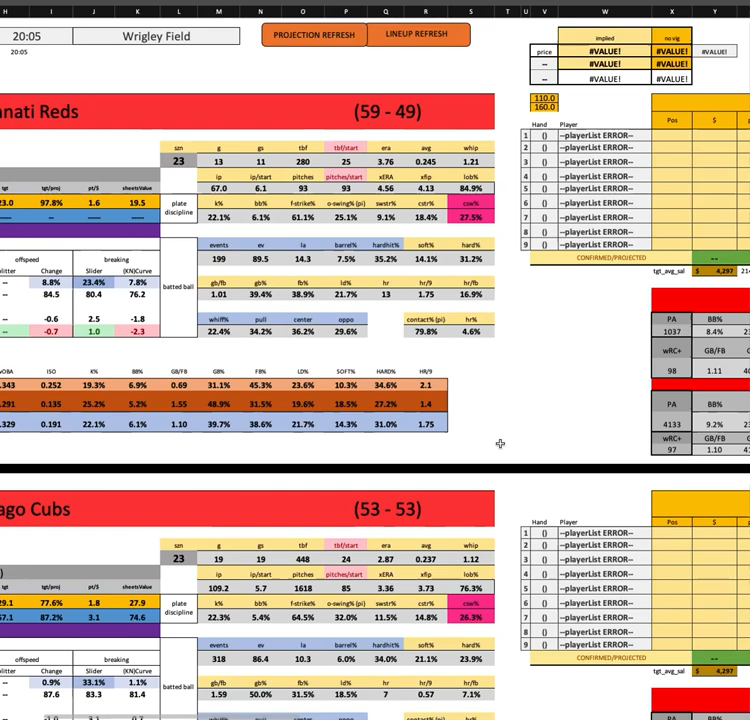 H I J K L M N O P Q R S T U V W X Y
20:05 Wrigley Field PROJECTION REFRESH LINEUP REFRESH
20:05
implied no vig
price #VALUE! #VALUE! #VALUE!
-- #VALUE! #VALUE!
-- #VALUE! #VALUE!
110.0
160.0
nnati Reds (59 - 49)
Pos $
Hand Player
1 () --playerList ERROR--
2 () --playerList ERROR--
3 () --playerList ERROR--
4 () --playerList ERROR--
5 () --playerList ERROR--
6 () --playerList ERROR--
7 () --playerList ERROR--
8 () --playerList ERROR--
9 () --playerList ERROR--
CONFIRMED/PROJECTED --
tgt_avg_sal $ 4,297 214
szn g gs tbf tbf/start era avg whip
23 13 11 280 25 3.76 0.245 1.21
ip ip/start pitches pitches/start xERA xfip lob%
67.0 6.1 93 93 4.56 4.13 84.9%
tgt tgt/proj pt/$ sheetsValue
23.0 97.8% 1.6 19.5
---- ---- -- ----
plate discipline
k% bb% f-strike% o-swing% (pi) swstr% cstr% csw%
22.1% 6.9% 61.1% 25.1% 9.1% 18.4% 27.5%
offspeed breaking
splitter Change Slider (KN)Curve
-- 8.8% 23.4% 7.8%
-- 84.5 80.4 76.2
-0.6 2.5 -1.8
-- -0.7 1.0 -2.3
batted ball
events ev la barrel% hardhit% soft% hard%
199 89.5 14.3 7.5% 35.2% 14.1% 31.2%
gb/fb gb% fb% ld% hr hr/9 hr/fb
1.01 39.4% 38.9% 21.7% 13 1.75 16.9%
whiff% pull center oppo contact% (pi) hr%
22.4% 34.2% 36.2% 29.6% 79.8% 4.6%
wOBA ISO K% BB% GB/FB GB% FB% LD% SOFT% HARD% HR/9
.343 0.252 19.3% 6.9% 0.69 31.1% 45.3% 23.6% 10.3% 34.6% 2.1
.291 0.135 25.2% 5.2% 1.55 48.9% 31.5% 19.6% 18.5% 27.2% 1.4
.329 0.191 22.1% 6.1% 1.10 39.7% 38.6% 21.7% 14.3% 31.0% 1.75
PA BB%
1037 8.4% 23
wRC+ GB/FB G
98 1.11 40
PA BB%
4133 9.2% 23
wRC+ GB/FB G
97 1.10 41
ago Cubs (53 - 53)
Pos $
Hand Player
1 () --playerList ERROR--
2 () --playerList ERROR--
3 () --playerList ERROR--
4 () --playerList ERROR--
5 () --playerList ERROR--
6 () --playerList ERROR--
7 () --playerList ERROR--
8 () --playerList ERROR--
9 () --playerList ERROR--
CONFIRMED/PROJECTED --
tgt_avg_sal $ 4,297
szn g gs tbf tbf/start era avg whip
23 19 19 448 24 2.87 0.237 1.12
)
ip ip/start pitches pitches/start xERA xfip lob%
109.2 5.7 1618 85 3.36 3.73 76.3%
tgt tgt/proj pt/$ sheetsValue
29.1 77.6% 1.8 27.9
57.1 87.2% 3.1 74.6
plate discipline
k% bb% f-strike% o-swing% (pi) swstr% cstr% csw%
22.3% 5.4% 64.5% 32.0% 11.5% 14.8% 26.3%
offspeed breaking
splitter Change Slider (KN)Curve
-- 0.9% 33.1% 1.1%
-- 87.6 83.3 81.4
batted ball
events ev la barrel% hardhit% soft% hard%
318 86.4 10.3 6.0% 34.0% 21.1% 23.9%
gb/fb gb% fb% ld% hr hr/9 hr/fb
1.59 50.0% 31.5% 18.5% 7 0.57 7.1%
whiff% pull center oppo contact% (pi) hr%